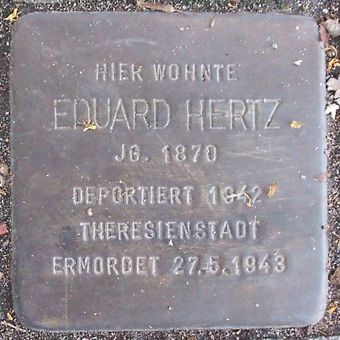 HIER WOHNTE
EDUARD HERTZ
JG. 1870
DEPORTIERT 1942
THERESIENSTADT
ERMORDET 27.5.1943